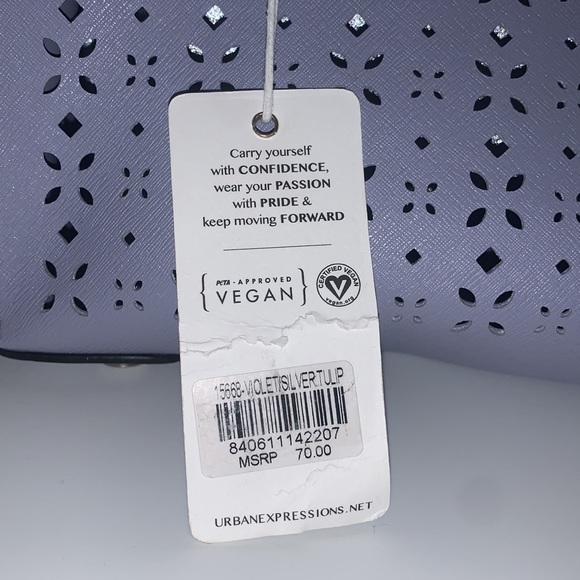 Carry yourself
with CONFIDENCE,
wear your PASSION
with PRIDE &
keep moving FORWARD
PETA - APPROVED
VEGAN
CERTIFIED VEGAN
vegan.org
15668-VIOLET/SILVER.TULIP
840611142207
MSRP 70.00
URBANEXPRESSIONS.NET